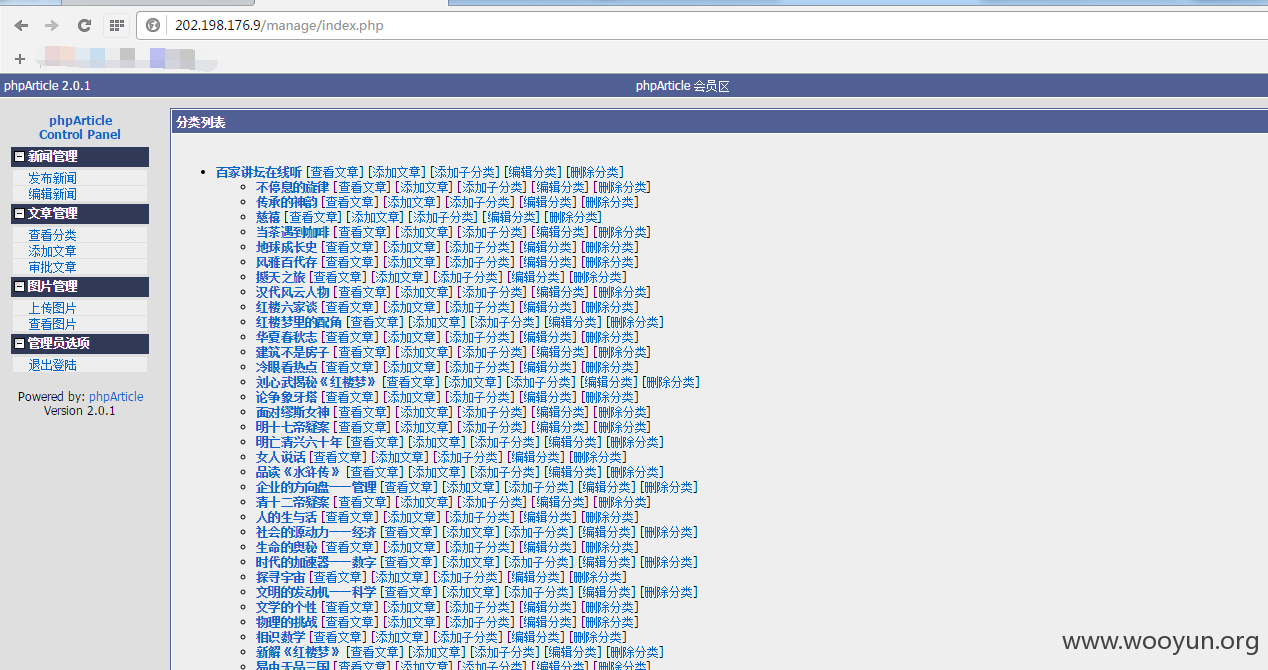 202.198.176.9/manage/index.php
phpArticle 2.0.1
phpArticle 会员区
phpArticle
Control Panel
新闻管理
发布新闻
编辑新闻
文章管理
查看分类
添加文章
审批文章
图片管理
上传图片
查看图片
管理员选项
退出登陆
Powered by: phpArticle
Version 2.0.1
分类列表
百家讲坛在线听 [查看文章] [添加文章] [添加子分类] [编辑分类] [删除分类]
不停息的旋律 [查看文章] [添加文章] [添加子分类] [编辑分类] [删除分类]
传承的神韵 [查看文章] [添加文章] [添加子分类] [编辑分类] [删除分类]
慈禧 [查看文章] [添加文章] [添加子分类] [编辑分类] [删除分类]
当茶遇到咖啡 [查看文章] [添加文章] [添加子分类] [编辑分类] [删除分类]
地球成长史 [查看文章] [添加文章] [添加子分类] [编辑分类] [删除分类]
风雅百代存 [查看文章] [添加文章] [添加子分类] [编辑分类] [删除分类]
撼天之旅 [查看文章] [添加文章] [添加子分类] [编辑分类] [删除分类]
汉代风云人物 [查看文章] [添加文章] [添加子分类] [编辑分类] [删除分类]
红楼六家谈 [查看文章] [添加文章] [添加子分类] [编辑分类] [删除分类]
红楼梦里的配角 [查看文章] [添加文章] [添加子分类] [编辑分类] [删除分类]
华夏春秋志 [查看文章] [添加文章] [添加子分类] [编辑分类] [删除分类]
建筑不是房子 [查看文章] [添加文章] [添加子分类] [编辑分类] [删除分类]
冷眼看热点 [查看文章] [添加文章] [添加子分类] [编辑分类] [删除分类]
刘心武揭秘《红楼梦》 [查看文章] [添加文章] [添加子分类] [编辑分类] [删除分类]
论争象牙塔 [查看文章] [添加文章] [添加子分类] [编辑分类] [删除分类]
面对缪斯女神 [查看文章] [添加文章] [添加子分类] [编辑分类] [删除分类]
明十七帝疑案 [查看文章] [添加文章] [添加子分类] [编辑分类] [删除分类]
明亡清兴六十年 [查看文章] [添加文章] [添加子分类] [编辑分类] [删除分类]
女人说话 [查看文章] [添加文章] [添加子分类] [编辑分类] [删除分类]
品读《水浒传》 [查看文章] [添加文章] [添加子分类] [编辑分类] [删除分类]
企业的方向盘——管理 [查看文章] [添加文章] [添加子分类] [编辑分类] [删除分类]
清十二帝疑案 [查看文章] [添加文章] [添加子分类] [编辑分类] [删除分类]
人的生与活 [查看文章] [添加文章] [添加子分类] [编辑分类] [删除分类]
社会的源动力——经济 [查看文章] [添加文章] [添加子分类] [编辑分类] [删除分类]
生命的奥秘 [查看文章] [添加文章] [添加子分类] [编辑分类] [删除分类]
时代的加速器——数字 [查看文章] [添加文章] [添加子分类] [编辑分类] [删除分类]
探寻宇宙 [查看文章] [添加文章] [添加子分类] [编辑分类] [删除分类]
文明的发动机——科学 [查看文章] [添加文章] [添加子分类] [编辑分类] [删除分类]
文学的个性 [查看文章] [添加文章] [添加子分类] [编辑分类] [删除分类]
物理的挑战 [查看文章] [添加文章] [添加子分类] [编辑分类] [删除分类]
相识数学 [查看文章] [添加文章] [添加子分类] [编辑分类] [删除分类]
新解《红楼梦》 [查看文章] [添加文章] [添加子分类] [编辑分类] [删除分类]
易中天品三国 [查看文章] [添加文章] [添加子分类] [编辑分类] [删除分类]
www.wooyun.org